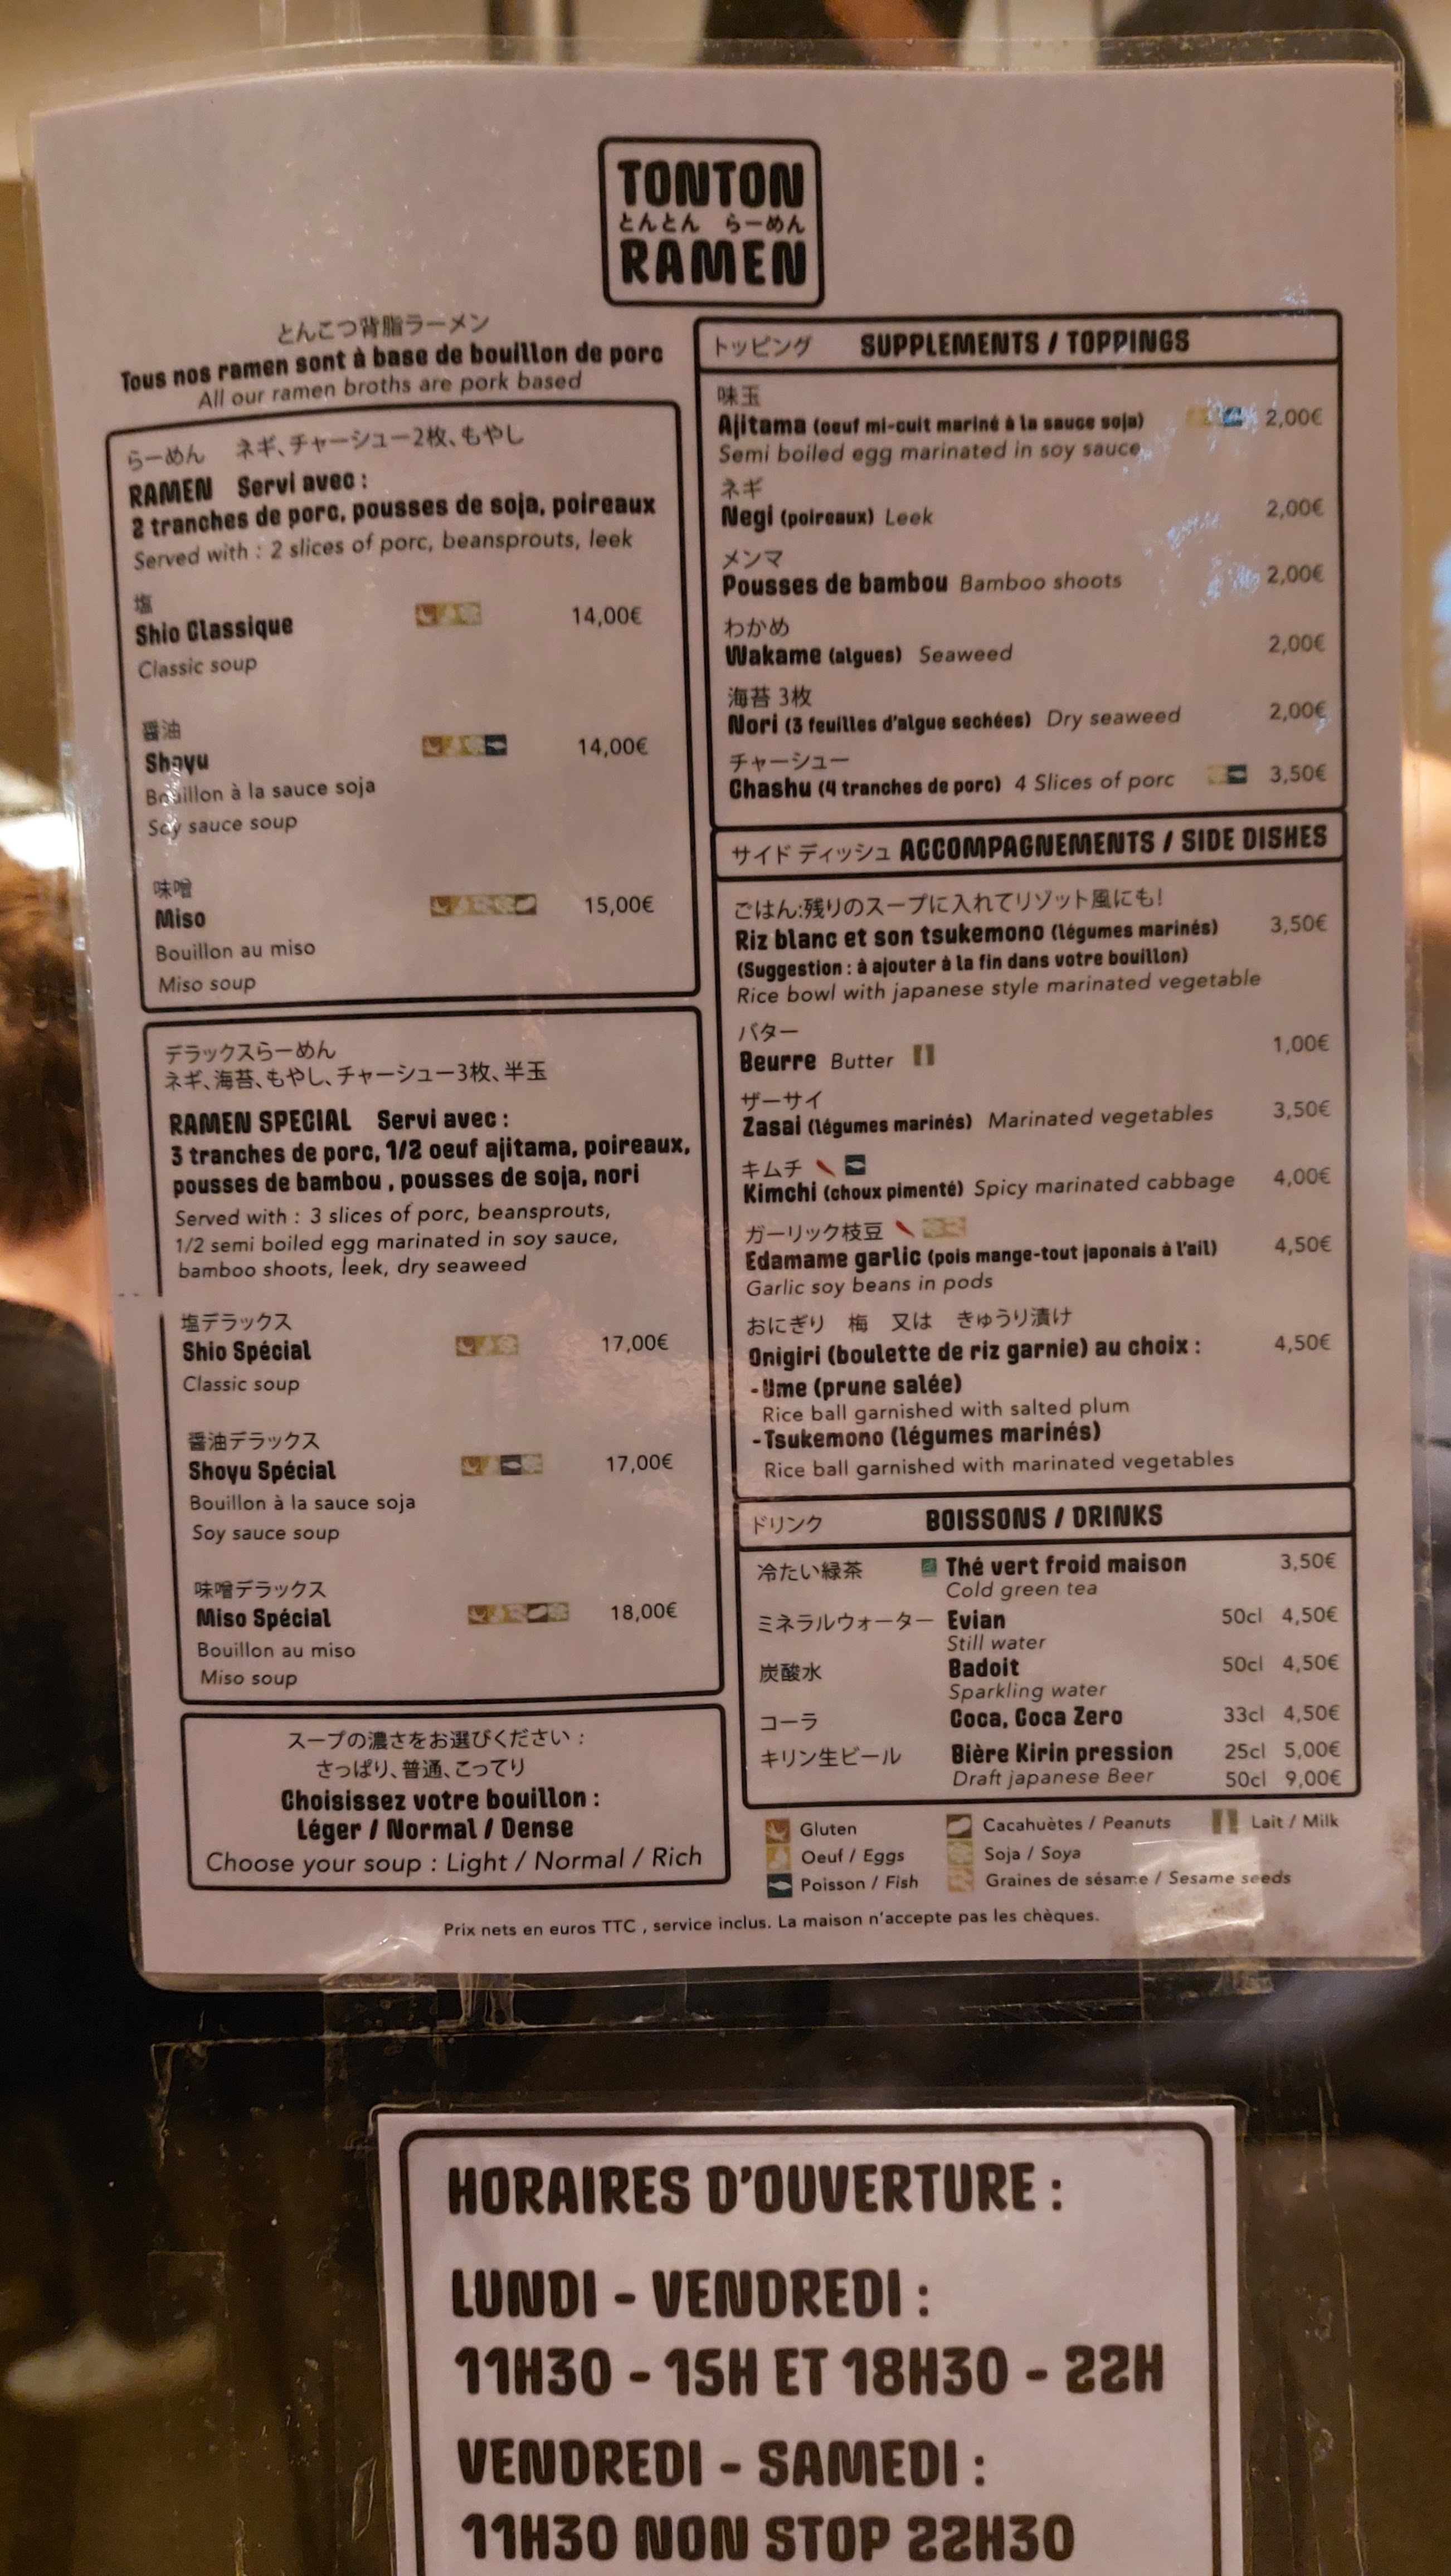 TONTON
とんとん らーめん
RAMEN
とんこつ背脂ラーメン
Tous nos ramen sont à base de bouillon de porc
All our ramen broths are pork based
らーめん ネギ、チャーシュー2枚、もやし
RAMEN Servi avec :
2 tranches de porc, pousses de soja, poireaux
Served with : 2 slices of porc, beansprouts, leek
塩
Shio Classique 14,00€
Classic soup
醤油
Shoyu 14,00€
Bouillon à la sauce soja
Soy sauce soup
味噌
Miso 15,00€
Bouillon au miso
Miso soup
デラックスらーめん
ネギ、海苔、もやし、チャーシュー3枚、半玉
RAMEN SPECIAL Servi avec :
3 tranches de porc, 1/2 oeuf ajitama, poireaux,
pousses de bambou , pousses de soja, nori
Served with : 3 slices of porc, beansprouts,
1/2 semi boiled egg marinated in soy sauce,
bamboo shoots, leek, dry seaweed
塩デラックス
Shio Spécial 17,00€
Classic soup
醤油デラックス
Shoyu Spécial 17,00€
Bouillon à la sauce soja
Soy sauce soup
味噌デラックス
Miso Spécial 18,00€
Bouillon au miso
Miso soup
スープの濃さをお選びください :
さっぱり、普通、こってり
Choisissez votre bouillon :
Léger / Normal / Dense
Choose your soup : Light / Normal / Rich
トッピング SUPPLEMENTS / TOPPINGS
味玉
Ajitama (oeuf mi-cuit mariné à la sauce soja) 2,00€
Semi boiled egg marinated in soy sauce
ネギ
Negi (poireaux) Leek 2,00€
メンマ
Pousses de bambou Bamboo shoots 2,00€
わかめ
Wakame (algues) Seaweed 2,00€
海苔 3枚
Nori (3 feuilles d'algue sechées) Dry seaweed 2,00€
チャーシュー
Chashu (4 tranches de porc) 4 Slices of porc 3,50€
サイド ディッシュ ACCOMPAGNEMENTS / SIDE DISHES
ごはん:残りのスープに入れてリゾット風にも!
Riz blanc et son tsukemono (légumes marinés) 3,50€
(Suggestion : à ajouter à la fin dans votre bouillon)
Rice bowl with japanese style marinated vegetable
バター
Beurre Butter 1,00€
ザーサイ
Zasai (légumes marinés) Marinated vegetables 3,50€
キムチ
Kimchi (choux pimenté) Spicy marinated cabbage 4,00€
ガーリック枝豆
Edamame garlic (pois mange-tout japonais à l'ail) 4,50€
Garlic soy beans in pods
おにぎり 梅 又は きゅうり漬け
Onigiri (boulette de riz garnie) au choix : 4,50€
-Ume (prune salée)
Rice ball garnished with salted plum
-Tsukemono (légumes marinés)
Rice ball garnished with marinated vegetables
ドリンク BOISSONS / DRINKS
冷たい緑茶 Thé vert froid maison 3,50€
Cold green tea
ミネラルウォーター Evian 50cl 4,50€
Still water
炭酸水 Badoit 50cl 4,50€
Sparkling water
コーラ Coca, Coca Zero 33cl 4,50€
キリン生ビール Bière Kirin pression 25cl 5,00€
Draft japanese Beer 50cl 9,00€
Gluten Cacahuètes / Peanuts Lait / Milk
Oeuf / Eggs Soja / Soya
Poisson / Fish Graines de sésame / Sesame seeds
Prix nets en euros TTC , service inclus. La maison n'accepte pas les chèques.
HORAIRES D'OUVERTURE :
LUNDI - VENDREDI :
11H30 - 15H ET 18H30 - 22H
VENDREDI - SAMEDI :
11H30 NON STOP 22H30